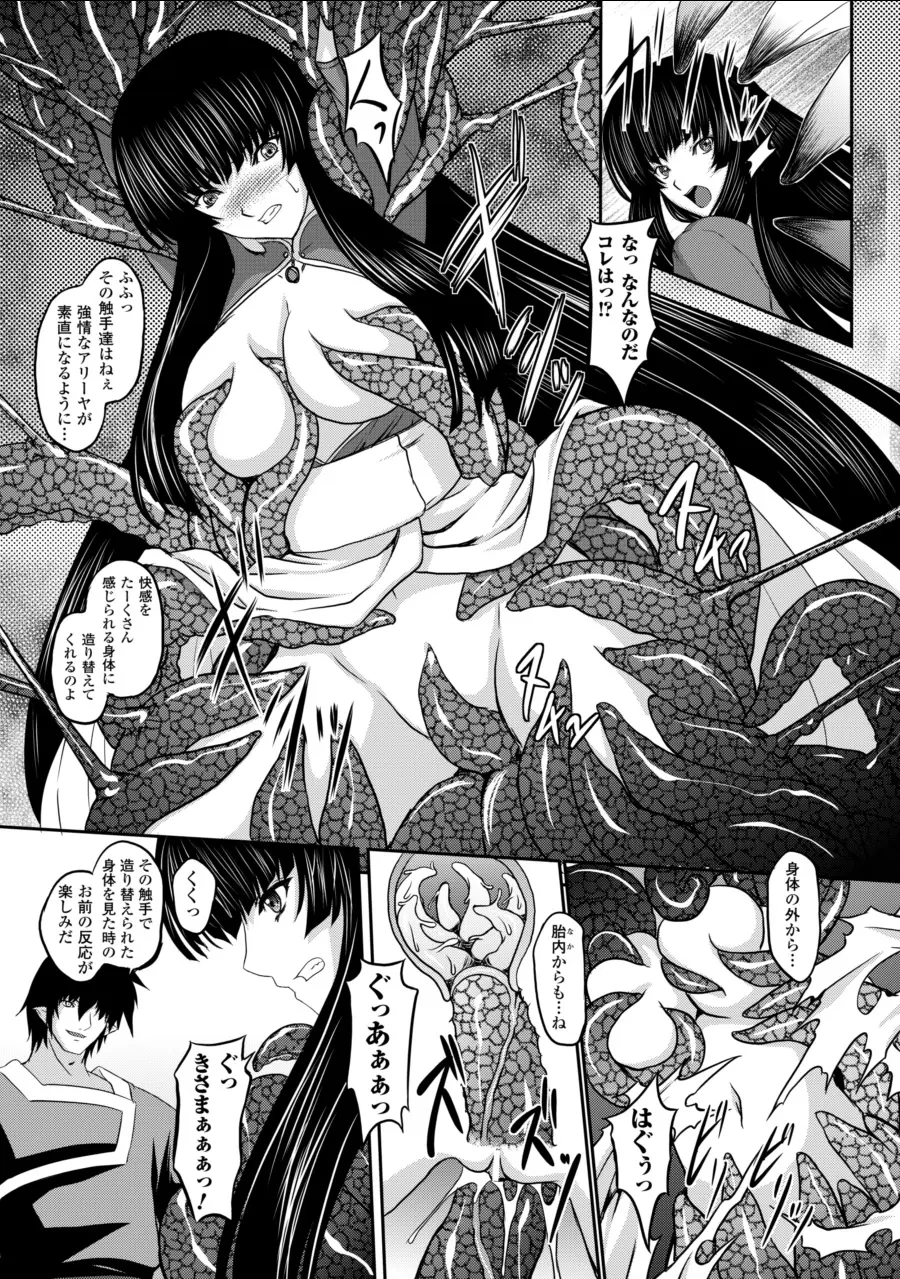 なっ なんなのだ
コレはっ!?
ふふっ
その触手達はねぇ
強情なアリーヤが
素直になるように…
快感を
たーくさん
感じられる身体に
造り替えて
くれるのよ
身体の外から…
はぐぅっ
胎内からも…ね
なか
ぐっあぁぁっ
くくっ
その触手で
造り替えられた
身体を見た時の
お前の反応が
楽しみだ
ぐっ
きさまぁぁぁっ!